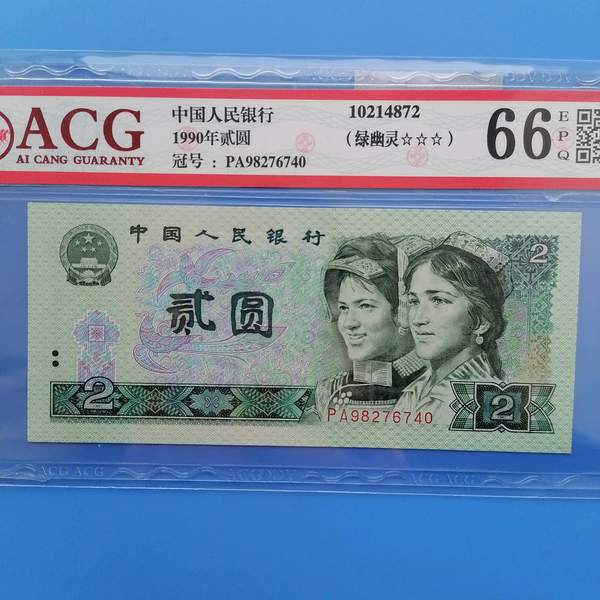 ACG
AI CANG GUARANTY
中国人民银行
1990年贰圆
冠号：PA98276740
10214872
（绿幽灵☆☆☆）
66
EPQ
中国人民银行
2
贰圆
2
PA98276740
2
ACG ACG